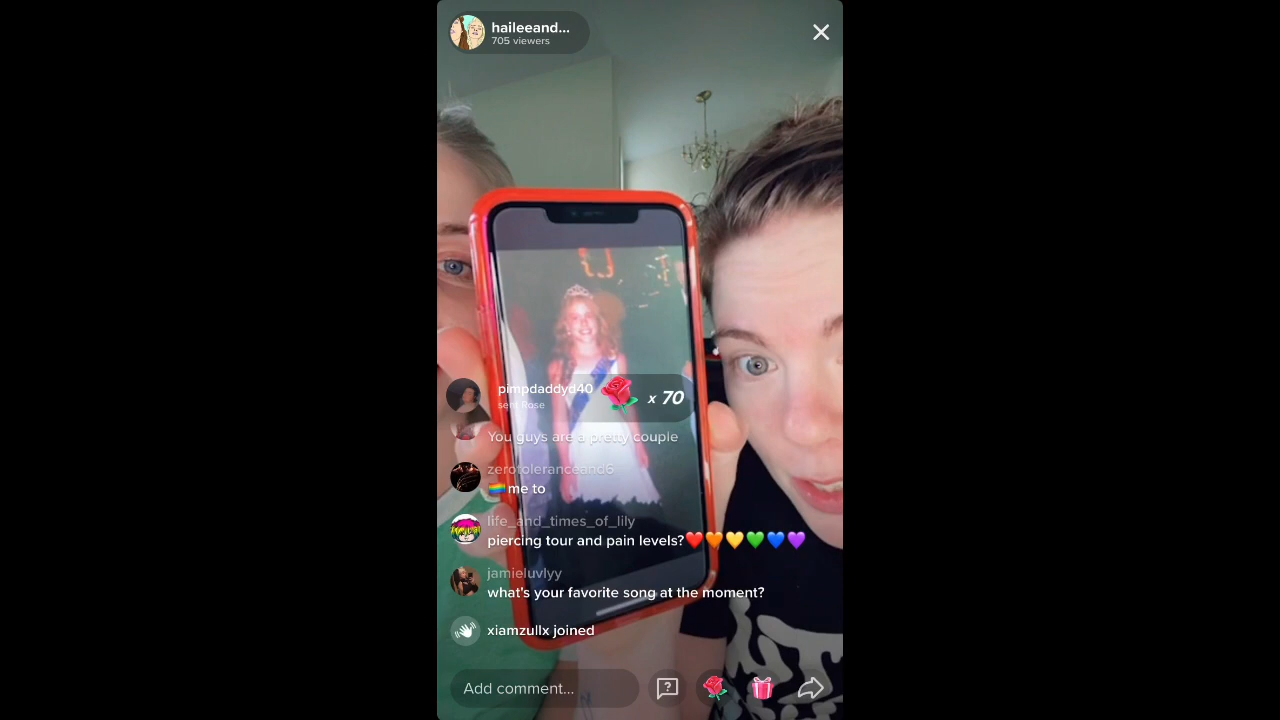 haileeand...
705 viewers
pimpdaddyd40
sent Rose
x 70
You guys are a pretty couple
zerotoleranceand6
🏳️‍🌈me to
life_and_times_of_lily
piercing tour and pain levels?❤️🧡💛💚💙💜
jamieluvlyy
what's your favorite song at the moment?
xiamzullx joined
Add comment...